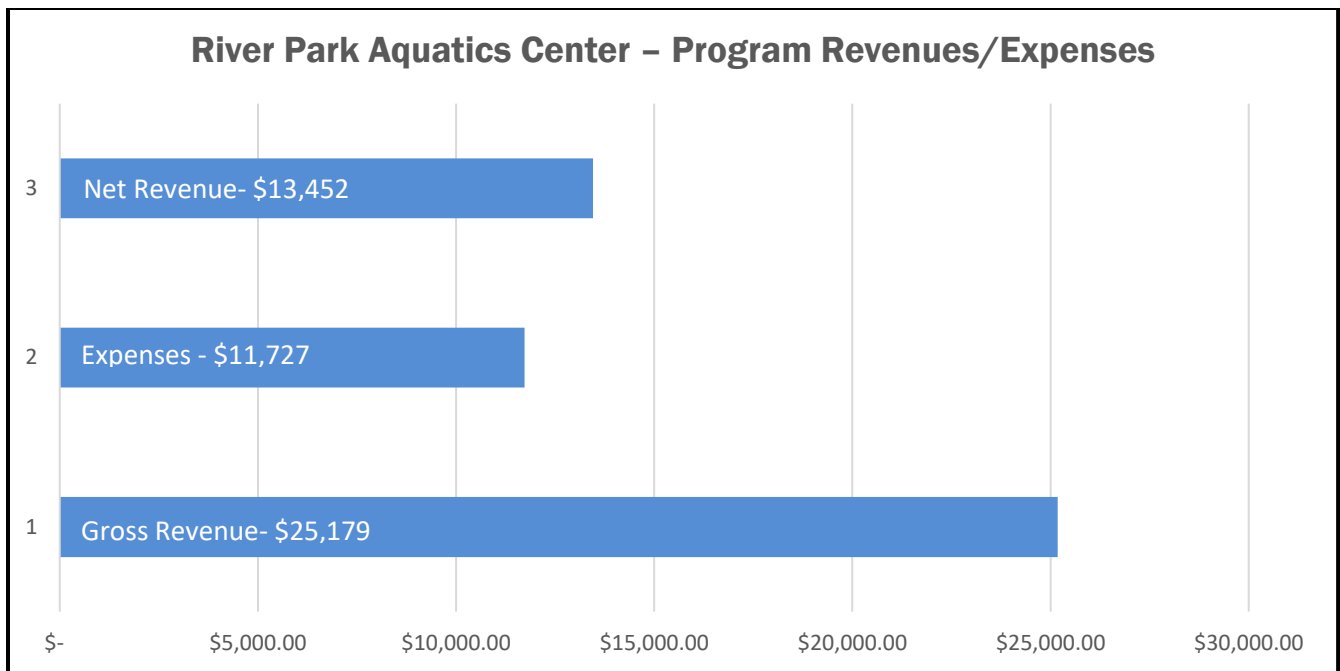 River Park Aquatics Center – Program Revenues/Expenses
3
Net Revenue- $13,452
2
Expenses - $11,727
1
Gross Revenue- $25,179
$- $5,000.00 $10,000.00 $15,000.00 $20,000.00 $25,000.00 $30,000.00